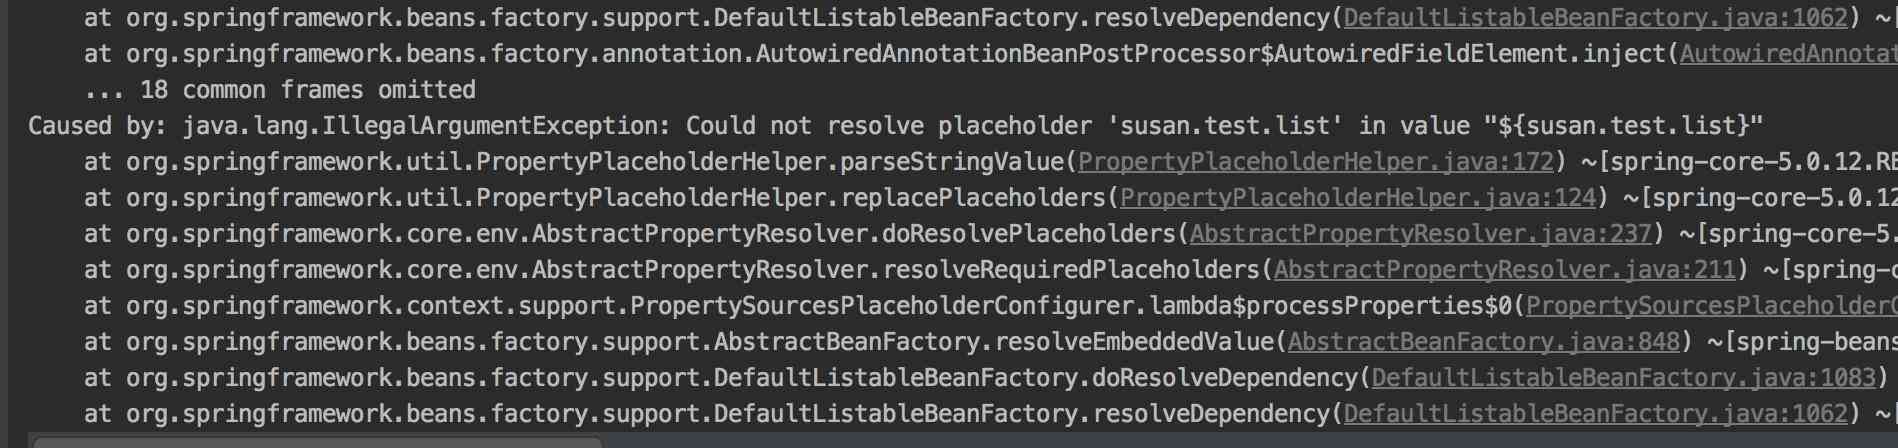 at org.springframework.beans.factory.support.DefaultListableBeanFactory.resolveDependency(DefaultListableBeanFactory.java:1062) ~[
at org.springframework.beans.factory.annotation.AutowiredAnnotationBeanPostProcessor$AutowiredFieldElement.inject(AutowiredAnnotat
... 18 common frames omitted
Caused by: java.lang.IllegalArgumentException: Could not resolve placeholder 'susan.test.list' in value "${susan.test.list}"
at org.springframework.util.PropertyPlaceholderHelper.parseStringValue(PropertyPlaceholderHelper.java:172) ~[spring-core-5.0.12.RE
at org.springframework.util.PropertyPlaceholderHelper.replacePlaceholders(PropertyPlaceholderHelper.java:124) ~[spring-core-5.0.12
at org.springframework.core.env.AbstractPropertyResolver.doResolvePlaceholders(AbstractPropertyResolver.java:237) ~[spring-core-5.
at org.springframework.core.env.AbstractPropertyResolver.resolveRequiredPlaceholders(AbstractPropertyResolver.java:211) ~[spring-c
at org.springframework.context.support.PropertySourcesPlaceholderConfigurer.lambda$processProperties$0(PropertySourcesPlaceholderC
at org.springframework.beans.factory.support.AbstractBeanFactory.resolveEmbeddedValue(AbstractBeanFactory.java:848) ~[spring-beans
at org.springframework.beans.factory.support.DefaultListableBeanFactory.doResolveDependency(DefaultListableBeanFactory.java:1083)
at org.springframework.beans.factory.support.DefaultListableBeanFactory.resolveDependency(DefaultListableBeanFactory.java:1062) ~[